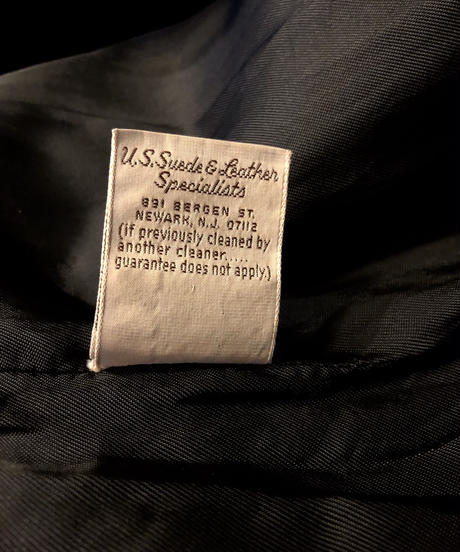 U.S. Suede & Leather
Specialists
891 BERGEN ST.
NEWARK, N.J. 07112
(If previously cleaned by
another cleaner.....
guarantee does not apply.)